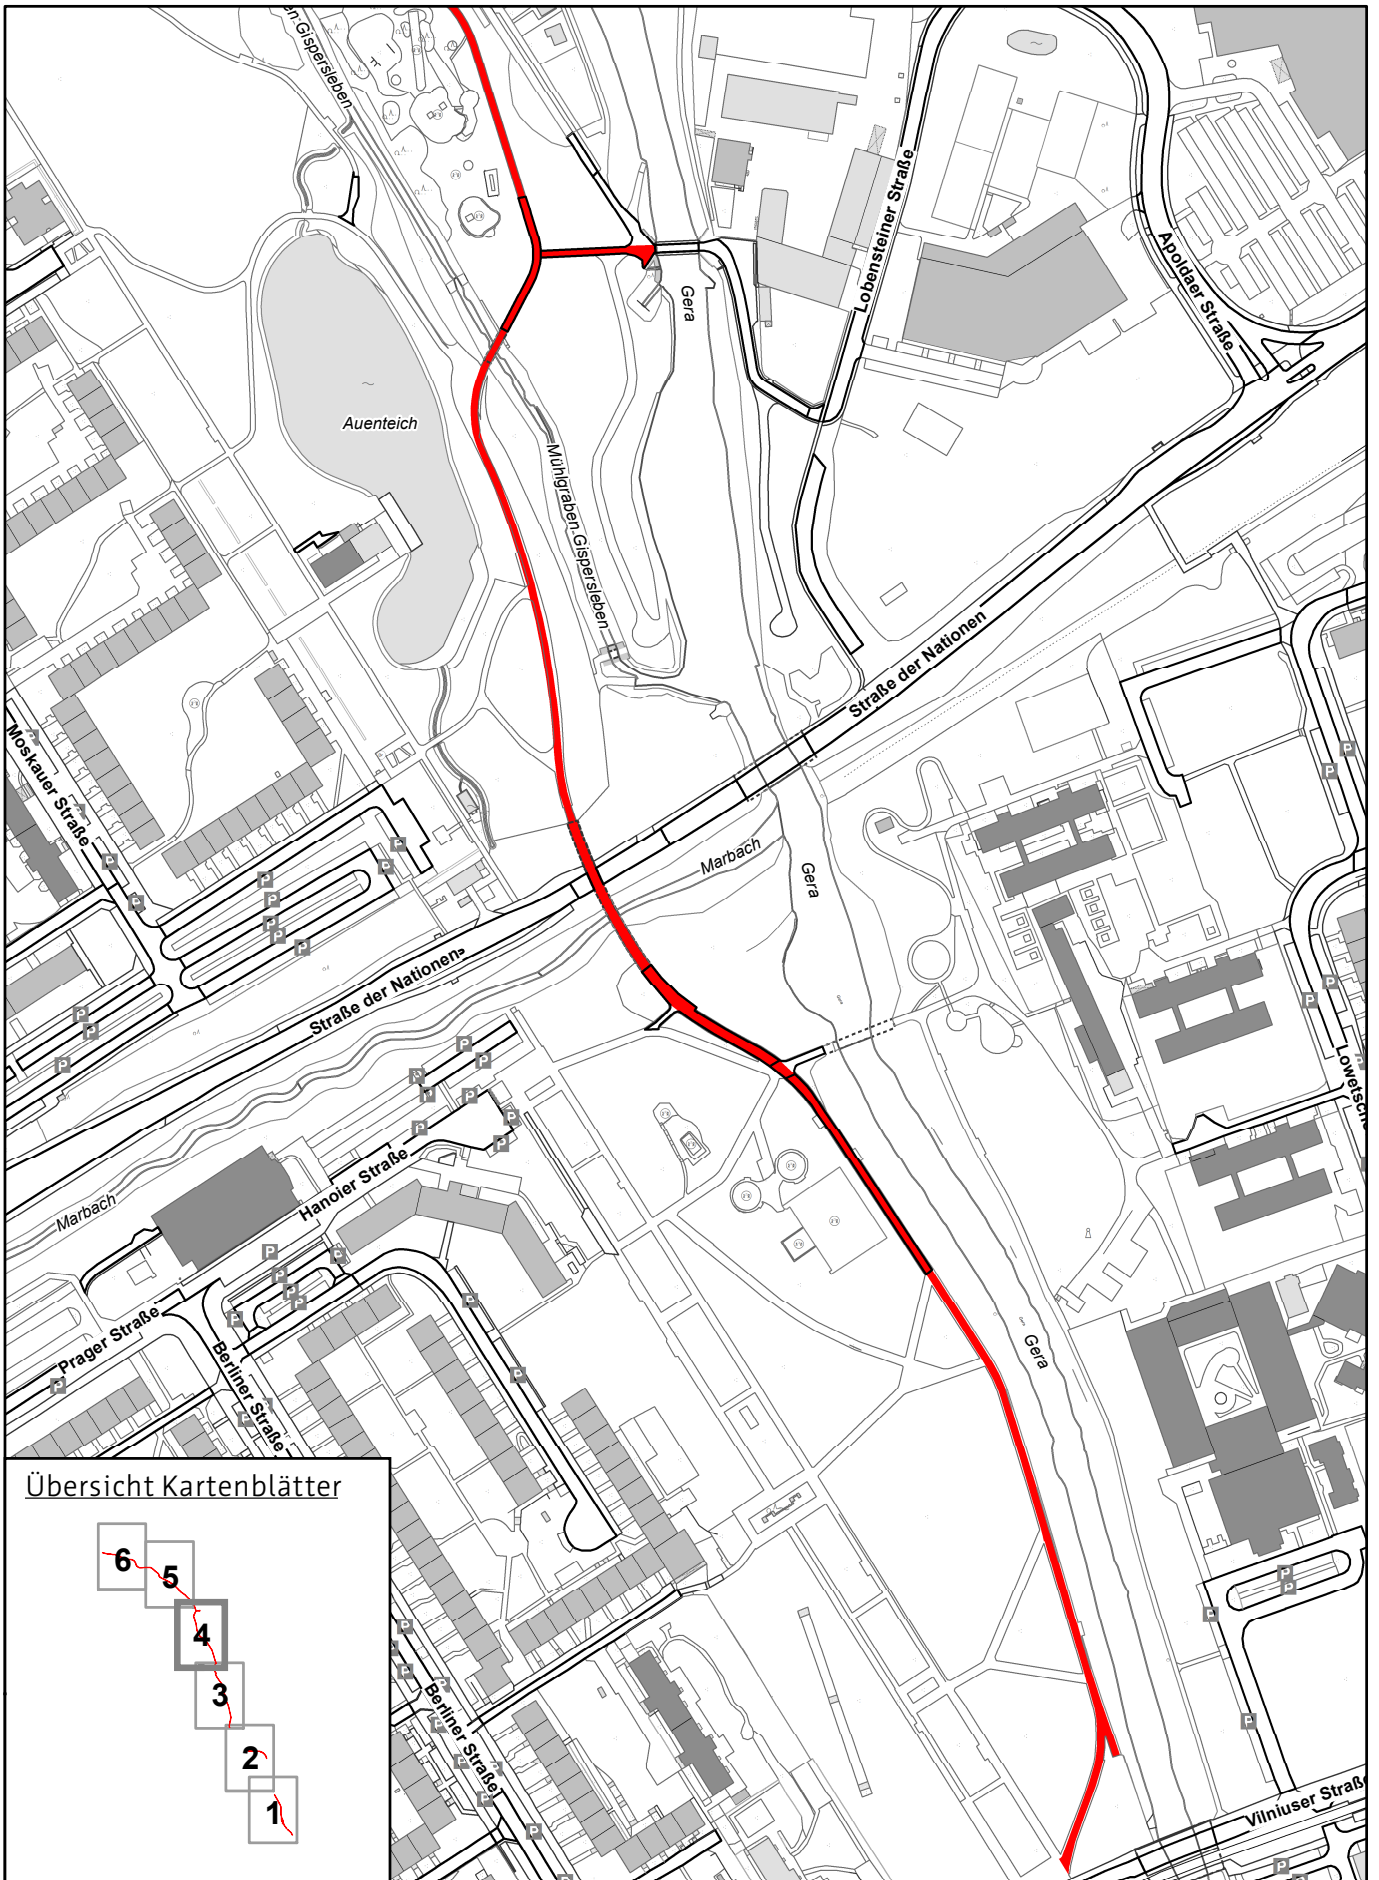 en-Gispersleben
Lobensteiner Straße
Apoldaer Straße
Gera
Auenteich
Mühlgraben-Gispersleben
Straße der Nationen
Moskauer Straße
Marbach
Gera
Straße der Nationen
Lowetsche
Hanoier Straße
Marbach
Prager Straße
Berliner Straße
Gera
Übersicht Kartenblätter
6
5
4
3
2
1
Berliner Straße
Vilniuser Straße